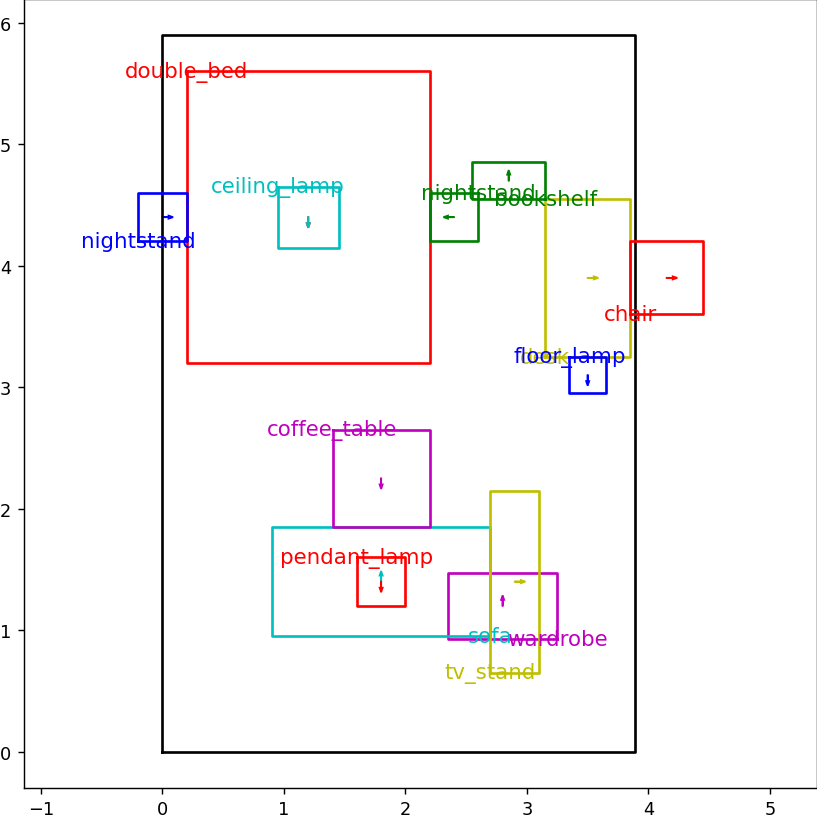 6
double_bed
5
ceiling_lamp
nightstand
bookshelf
nightstand
4
chair
floor_lamp
desk
3
coffee_table
2
pendant_lamp
1
sofa
wardrobe
tv_stand
0
−1 0 1 2 3 4 5